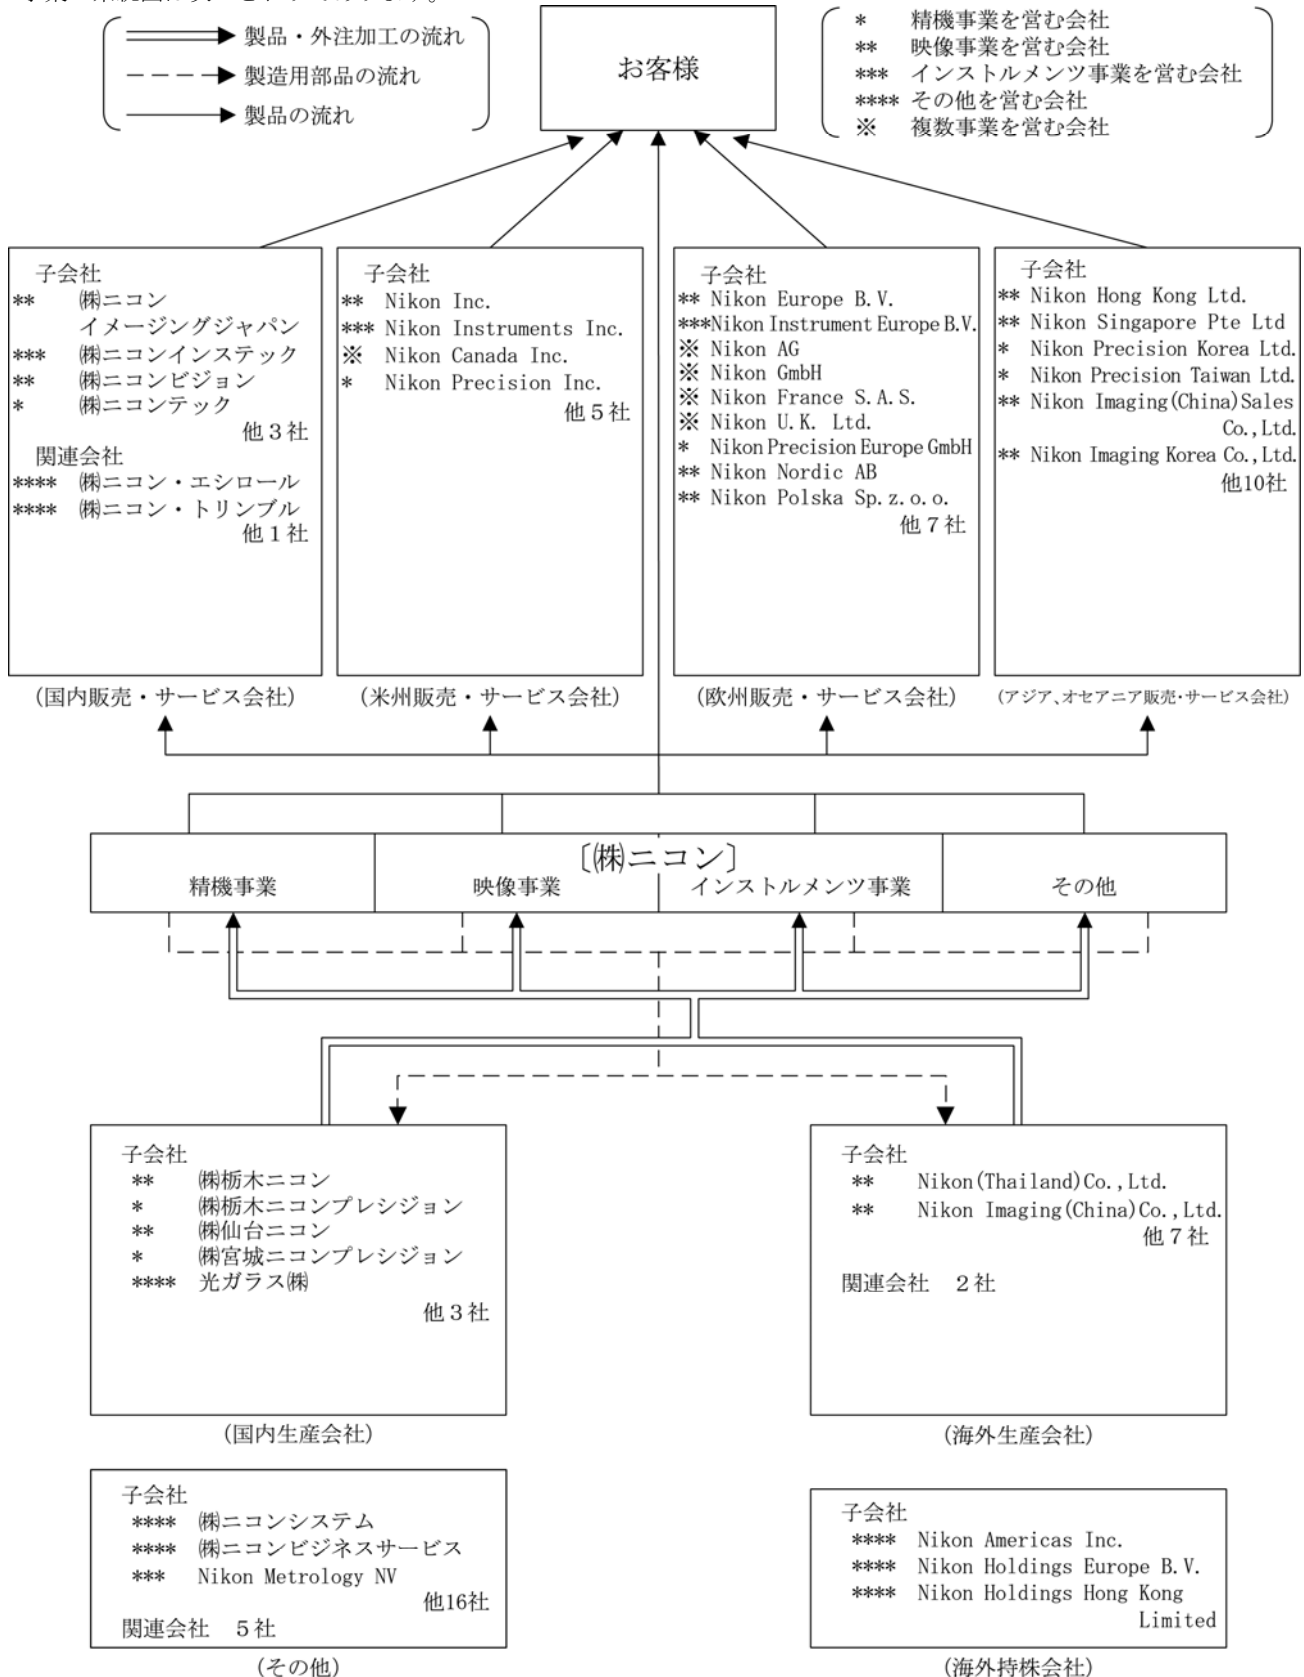 製品・外注加工の流れ
製造用部品の流れ
製品の流れ
お客様
* 精機事業を営む会社
** 映像事業を営む会社
*** インストルメンツ事業を営む会社
**** その他を営む会社
※ 複数事業を営む会社
子会社
** ㈱ニコン
イメージングジャパン
*** ㈱ニコンインステック
** ㈱ニコンビジョン
* ㈱ニコンテック
他3社
関連会社
**** ㈱ニコン・エシロール
**** ㈱ニコン・トリンブル
他1社
(国内販売・サービス会社)
子会社
** Nikon Inc.
*** Nikon Instruments Inc.
※ Nikon Canada Inc.
* Nikon Precision Inc.
他5社
(米州販売・サービス会社)
子会社
** Nikon Europe B.V.
***Nikon Instrument Europe B.V.
※ Nikon AG
※ Nikon GmbH
※ Nikon France S.A.S.
※ Nikon U.K. Ltd.
* Nikon Precision Europe GmbH
** Nikon Nordic AB
** Nikon Polska Sp.z.o.o.
他7社
(欧州販売・サービス会社)
子会社
** Nikon Hong Kong Ltd.
** Nikon Singapore Pte Ltd
* Nikon Precision Korea Ltd.
* Nikon Precision Taiwan Ltd.
** Nikon Imaging(China)Sales
Co.,Ltd.
** Nikon Imaging Korea Co.,Ltd.
他10社
(アジア、オセアニア販売・サービス会社)
〔㈱ニコン〕
精機事業 映像事業 インストルメンツ事業 その他
子会社
** ㈱栃木ニコン
* ㈱栃木ニコンプレシジョン
** ㈱仙台ニコン
* ㈱宮城ニコンプレシジョン
**** 光ガラス㈱
他3社
(国内生産会社)
子会社
** Nikon(Thailand)Co.,Ltd.
** Nikon Imaging(China)Co.,Ltd.
他7社
関連会社 2社
(海外生産会社)
子会社
**** ㈱ニコンシステム
**** ㈱ニコンビジネスサービス
*** Nikon Metrology NV
他16社
関連会社 5社
(その他)
子会社
**** Nikon Americas Inc.
**** Nikon Holdings Europe B.V.
**** Nikon Holdings Hong Kong
Limited
(海外持株会社)